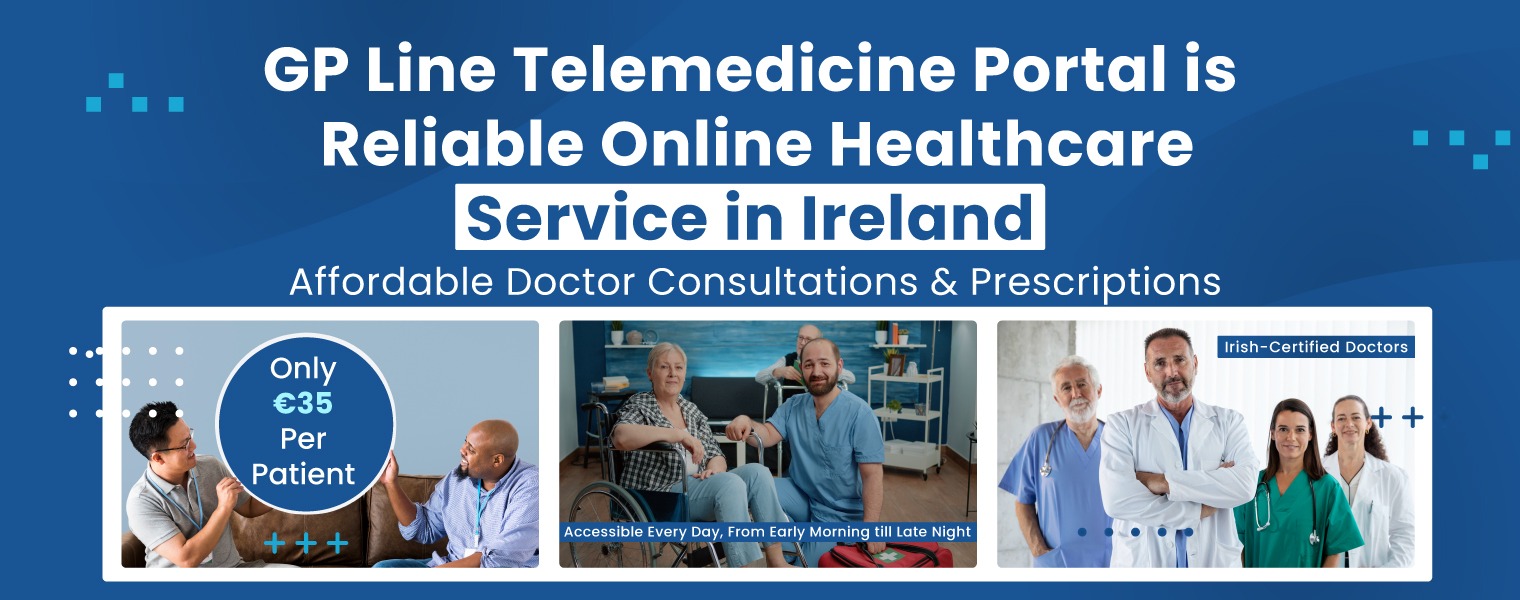 GP Line Telemedicine Portal is
Reliable Online Healthcare
Service in Ireland
Affordable Doctor Consultations & Prescriptions
Only
€35
Per
Patient
Accessible Every Day, From Early Morning till Late Night
Irish-Certified Doctors